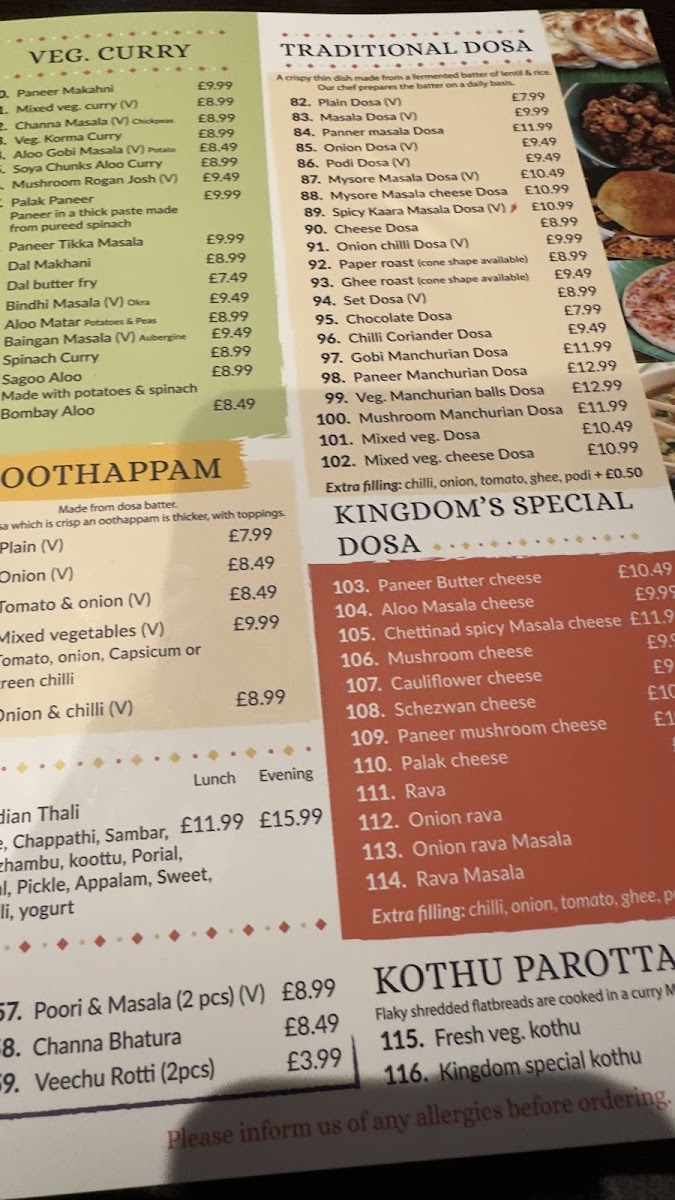 VEG. CURRY
Paneer Makahni £9.99
Mixed veg. curry (V) £8.99
Channa Masala (V) Chickpeas £8.99
Veg. Korma Curry £8.99
Aloo Gobi Masala (V) Potato £8.49
Soya Chunks Aloo Curry £8.99
Mushroom Rogan Josh (V) £9.49
Palak Paneer £9.99
Paneer in a thick paste made
from pureed spinach
Paneer Tikka Masala £9.99
Dal Makhani £8.99
Dal butter fry £7.49
Bindhi Masala (V) Okra £9.49
Aloo Matar Potatoes & Peas £8.99
Baingan Masala (V) Aubergine £9.49
Spinach Curry £8.99
Sagoo Aloo £8.99
Made with potatoes & spinach
Bombay Aloo £8.49
OOTHAPPAM
Made from dosa batter.
which is crisp an oothappam is thicker, with toppings.
Plain (V) £7.99
Onion (V) £8.49
Tomato & onion (V) £8.49
Mixed vegetables (V) £9.99
Tomato, onion, Capsicum or
green chilli
Onion & chilli (V) £8.99
Lunch Evening
Thali
Chappathi, Sambar, £11.99 £15.99
koottu, Porial,
Pickle, Appalam, Sweet,
yogurt
57. Poori & Masala (2 pcs) (V) £8.99
58. Channa Bhatura £8.49
59. Veechu Rotti (2pcs) £3.99
TRADITIONAL DOSA
A crispy thin dish made from a fermented batter of lentil & rice.
Our chef prepares the batter on a daily basis.
82. Plain Dosa (V) £7.99
83. Masala Dosa (V) £9.99
84. Panner masala Dosa £11.99
85. Onion Dosa (V) £9.49
86. Podi Dosa (V) £9.49
87. Mysore Masala Dosa (V) £10.49
88. Mysore Masala cheese Dosa £10.99
89. Spicy Kaara Masala Dosa (V) £10.99
90. Cheese Dosa £8.99
91. Onion chilli Dosa (V) £9.99
92. Paper roast (cone shape available) £8.99
93. Ghee roast (cone shape available) £9.49
94. Set Dosa (V) £8.99
95. Chocolate Dosa £7.99
96. Chilli Coriander Dosa £9.49
97. Gobi Manchurian Dosa £11.99
98. Paneer Manchurian Dosa £12.99
99. Veg. Manchurian balls Dosa £12.99
100. Mushroom Manchurian Dosa £11.99
101. Mixed veg. Dosa £10.49
102. Mixed veg. cheese Dosa £10.99
Extra filling: chilli, onion, tomato, ghee, podi + £0.50
KINGDOM'S SPECIAL
DOSA
103. Paneer Butter cheese £10.49
104. Aloo Masala cheese £9.99
105. Chettinad spicy Masala cheese £11.9
106. Mushroom cheese £9.9
107. Cauliflower cheese £9
108. Schezwan cheese £10
109. Paneer mushroom cheese £1
110. Palak cheese
111. Rava
112. Onion rava
113. Onion rava Masala
114. Rava Masala
Extra filling: chilli, onion, tomato, ghee,
KOTHU PAROTTA
Flaky shredded flatbreads are cooked in a curry
115. Fresh veg. kothu
116. Kingdom special kothu
Please inform us of any allergies before ordering.